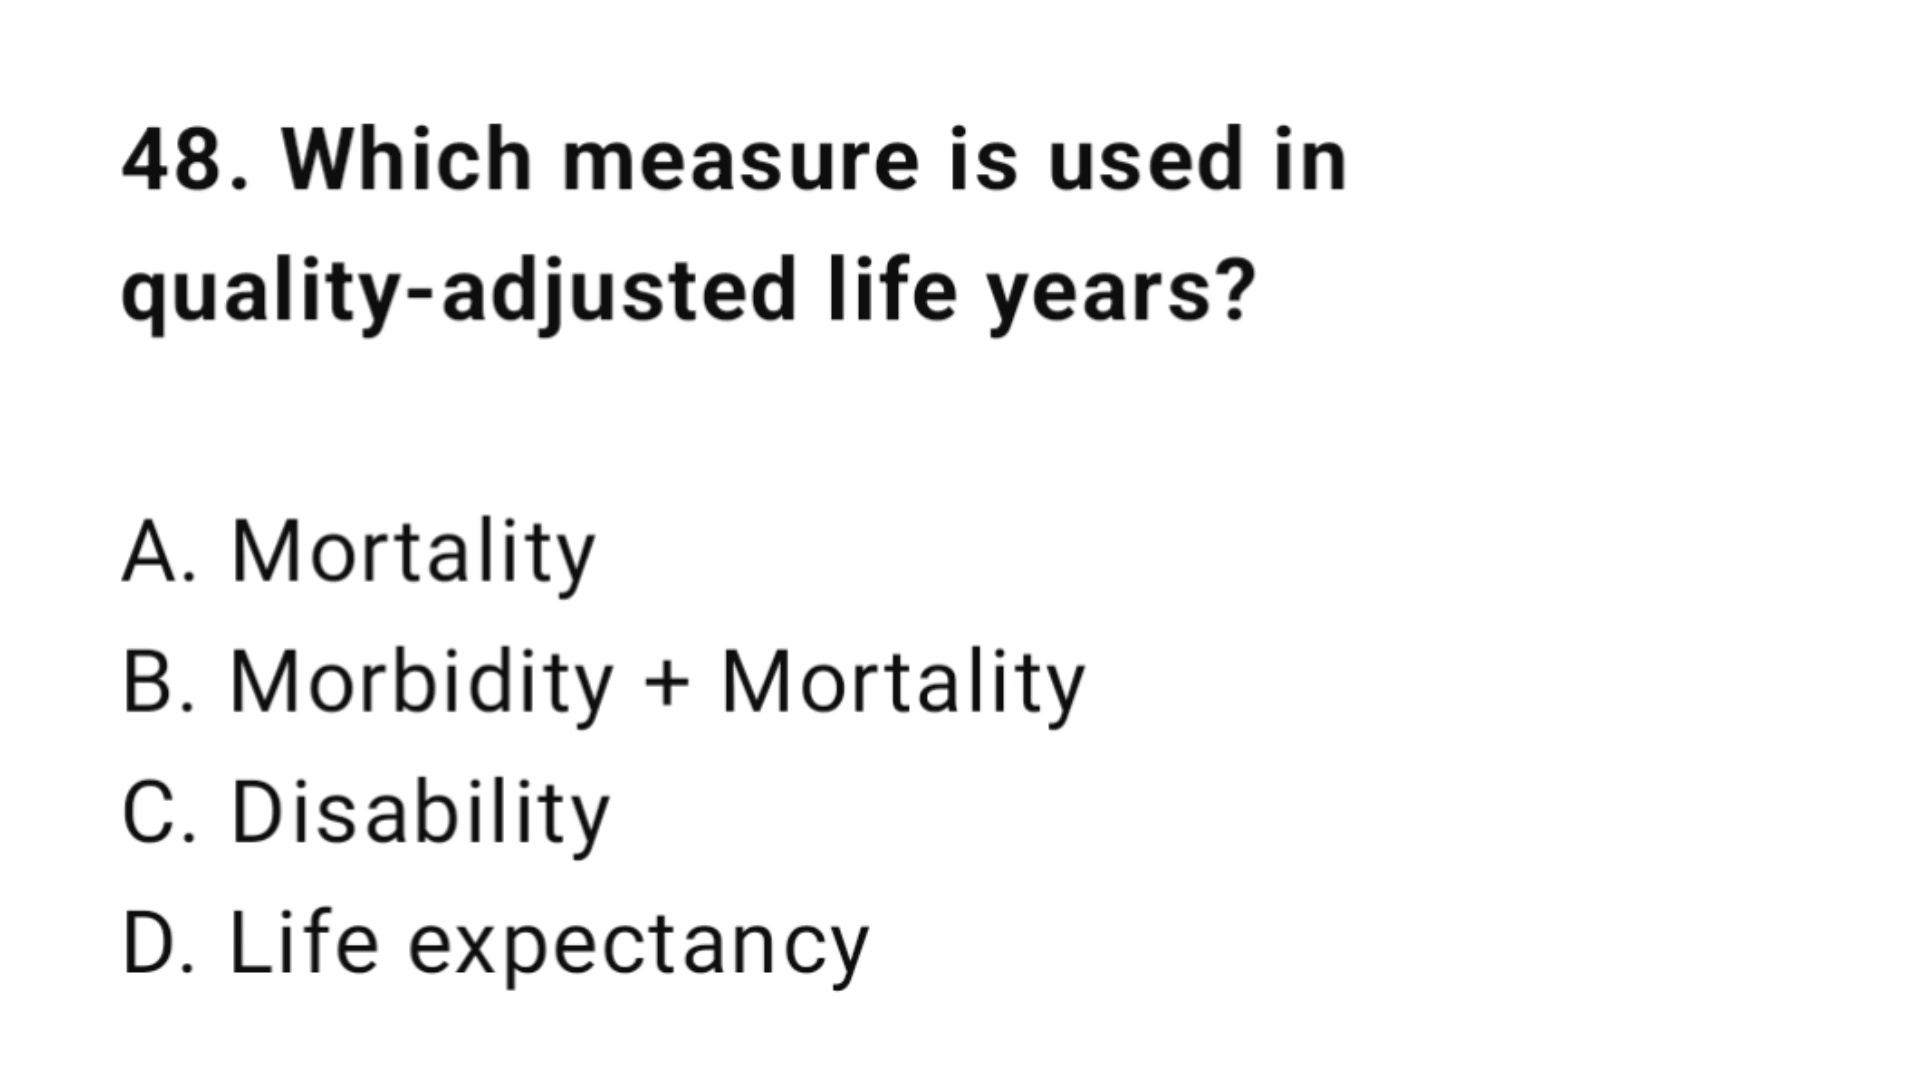 48. Which measure is used in
quality-adjusted life years?
A. Mortality
B. Morbidity + Mortality
C. Disability
D. Life expectancy